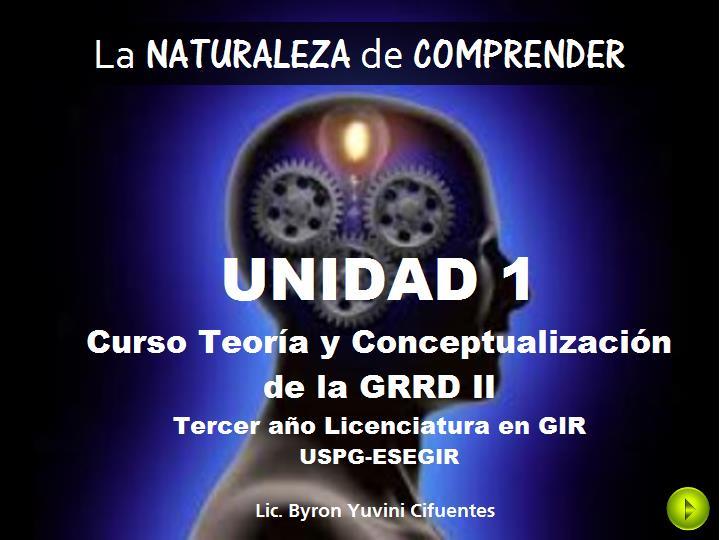 La NATURALEZA de COMPRENDER
UNIDAD 1
Curso Teoría y Conceptualización
de la GRRD II
Tercer año Licenciatura en GIR
USPG-ESEGIR
Lic. Byron Yuvini Cifuentes